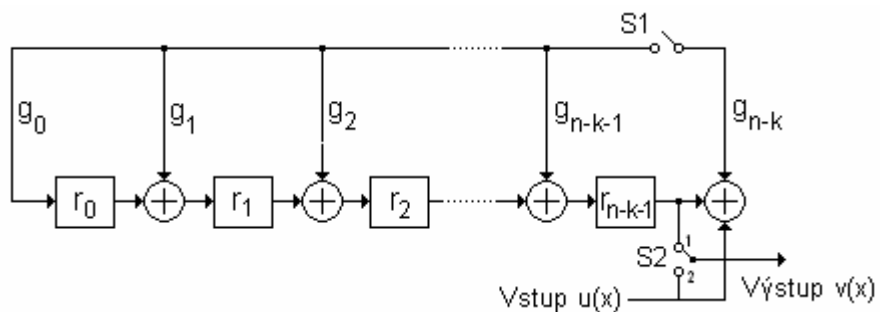 S1
g0
g1
g2
gn-k-1
gn-k
r0
r1
r2
rn-k-1
S2
1
2
Vstup u(x)
Výstup v(x)